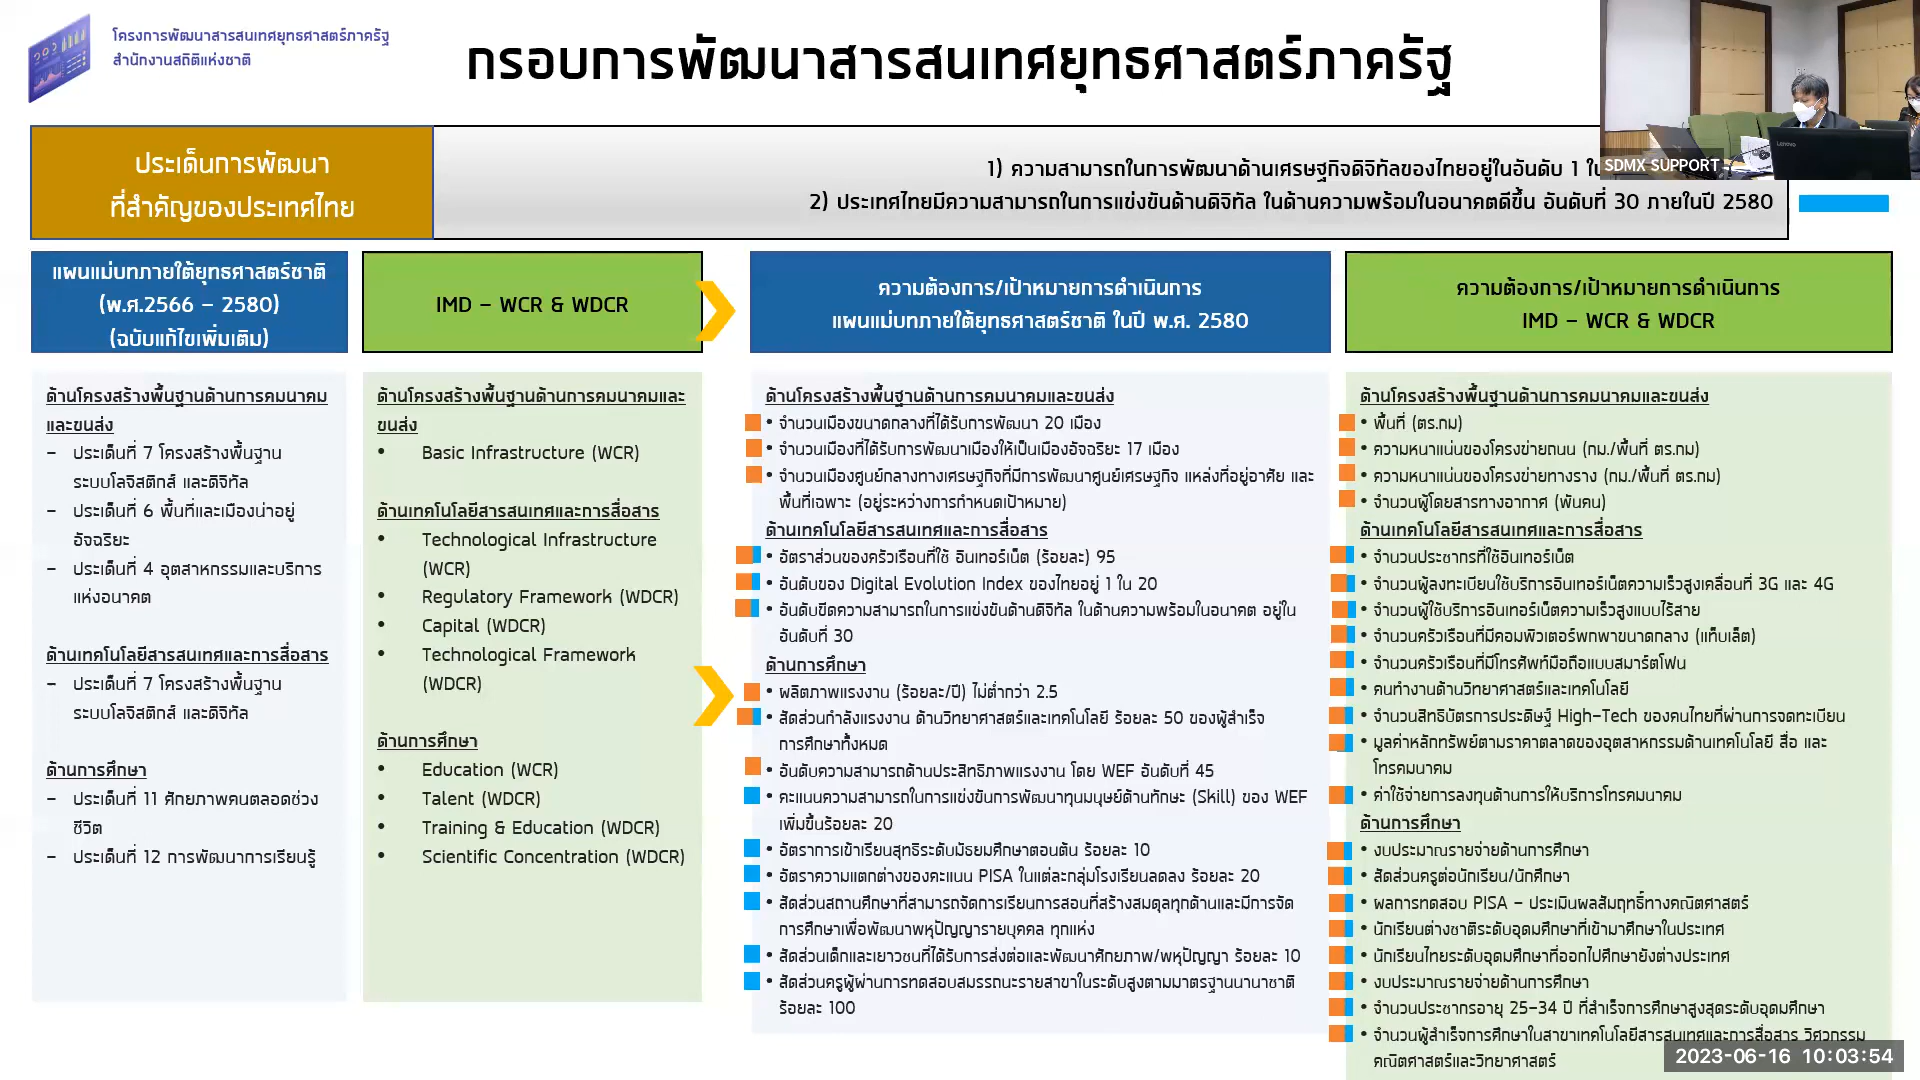 โครงการพัฒนาสารสนเทศยุทธศาสตร์ภาครัฐ
สำนักงานสถิติแห่งชาติ
กรอบการพัฒนาสารสนเทศยุทธศาสตร์ภาครัฐ
SDMX SUPPORT
ประเด็นการพัฒนา
ที่สำคัญของประเทศไทย
1) ความสามารถในการพัฒนาด้านเศรษฐกิจดิจิทัลของไทยอยู่ในอันดับ 1 ใน
2) ประเทศไทยมีความสามารถในการแข่งขันด้านดิจิทัล ในด้านความพร้อมในอนาคตดีขึ้น อันดับที่ 30 ภายในปี 2580
แผนแม่บทภายใต้ยุทธศาสตร์ชาติ
(พ.ศ.2566 – 2580)
(ฉบับแก้ไขเพิ่มเติม)
ด้านโครงสร้างพื้นฐานด้านการคมนาคม
และขนส่ง
– ประเด็นที่ 7 โครงสร้างพื้นฐาน
ระบบโลจิสติกส์ และดิจิทัล
– ประเด็นที่ 6 พื้นที่และเมืองน่าอยู่
อัจฉริยะ
– ประเด็นที่ 4 อุตสาหกรรมและบริการ
แห่งอนาคต
ด้านเทคโนโลยีสารสนเทศและการสื่อสาร
– ประเด็นที่ 7 โครงสร้างพื้นฐาน
ระบบโลจิสติกส์ และดิจิทัล
ด้านการศึกษา
– ประเด็นที่ 11 ศักยภาพคนตลอดช่วง
ชีวิต
– ประเด็นที่ 12 การพัฒนาการเรียนรู้
IMD – WCR & WDCR
ด้านโครงสร้างพื้นฐานด้านการคมนาคมและ
ขนส่ง
• Basic Infrastructure (WCR)
ด้านเทคโนโลยีสารสนเทศและการสื่อสาร
• Technological Infrastructure
(WCR)
• Regulatory Framework (WDCR)
• Capital (WDCR)
• Technological Framework
(WDCR)
ด้านการศึกษา
• Education (WCR)
• Talent (WDCR)
• Training & Education (WDCR)
• Scientific Concentration (WDCR)
ความต้องการ/เป้าหมายการดำเนินการ
แผนแม่บทภายใต้ยุทธศาสตร์ชาติ ในปี พ.ศ. 2580
ด้านโครงสร้างพื้นฐานด้านการคมนาคมและขนส่ง
• จำนวนเมืองขนาดกลางที่ได้รับการพัฒนา 20 เมือง
• จำนวนเมืองที่ได้รับการพัฒนาเมืองให้เป็นเมืองอัจฉริยะ 17 เมือง
• จำนวนเมืองศูนย์กลางทางเศรษฐกิจที่มีการพัฒนาศูนย์เศรษฐกิจ แหล่งที่อยู่อาศัย และ
พื้นที่เฉพาะ (อยู่ระหว่างการกำหนดเป้าหมาย)
ด้านเทคโนโลยีสารสนเทศและการสื่อสาร
• อัตราส่วนของครัวเรือนที่ใช้ อินเทอร์เน็ต (ร้อยละ) 95
• อันดับของ Digital Evolution Index ของไทยอยู่ 1 ใน 20
• อันดับขีดความสามารถในการแข่งขันด้านดิจิทัล ในด้านความพร้อมในอนาคต อยู่ใน
อันดับที่ 30
ด้านการศึกษา
• ผลิตภาพแรงงาน (ร้อยละ/ปี) ไม่ต่ำกว่า 2.5
• สัดส่วนกำลังแรงงาน ด้านวิทยาศาสตร์และเทคโนโลยี ร้อยละ 50 ของผู้สำเร็จ
การศึกษาทั้งหมด
• อันดับความสามารถด้านประสิทธิภาพแรงงาน โดย WEF อันดับที่ 45
• คะแนนความสามารถในการแข่งขันการพัฒนาทุนมนุษย์ด้านทักษะ (Skill) ของ WEF
เพิ่มขึ้นร้อยละ 20
• อัตราการเข้าเรียนสุทธิระดับมัธยมศึกษาตอนต้น ร้อยละ 10
• อัตราความแตกต่างของคะแนน PISA ในแต่ละกลุ่มโรงเรียนลดลง ร้อยละ 20
• สัดส่วนสถานศึกษาที่สามารถจัดการเรียนการสอนที่สร้างสมดุลทุกด้านและมีการจัด
การศึกษาเพื่อพัฒนาพหุปัญญารายบุคคล ทุกแห่ง
• สัดส่วนเด็กและเยาวชนที่ได้รับการส่งต่อและพัฒนาศักยภาพ/พหุปัญญา ร้อยละ 10
• สัดส่วนครูผู้ผ่านการทดสอบสมรรถนะรายสาขาในระดับสูงตามมาตรฐานนานาชาติ
ร้อยละ 100
ความต้องการ/เป้าหมายการดำเนินการ
IMD – WCR & WDCR
ด้านโครงสร้างพื้นฐานด้านการคมนาคมและขนส่ง
• พื้นที่ (ตร.กม)
• ความหนาแน่นของโครงข่ายถนน (กม./พื้นที่ ตร.กม)
• ความหนาแน่นของโครงข่ายทางราง (กม./พื้นที่ ตร.กม)
• จำนวนผู้โดยสารทางอากาศ (พันคน)
ด้านเทคโนโลยีสารสนเทศและการสื่อสาร
• จำนวนประชากรที่ใช้อินเทอร์เน็ต
• จำนวนผู้ลงทะเบียนใช้บริการอินเทอร์เน็ตความเร็วสูงเคลื่อนที่ 3G และ 4G
• จำนวนผู้ใช้บริการอินเทอร์เน็ตความเร็วสูงแบบไร้สาย
• จำนวนครัวเรือนที่มีคอมพิวเตอร์พกพาขนาดกลาง (แท็บเล็ต)
• จำนวนครัวเรือนที่มีโทรศัพท์มือถือแบบสมาร์ตโฟน
• คนทำงานด้านวิทยาศาสตร์และเทคโนโลยี
• จำนวนสิทธิบัตรการประดิษฐ์ High-Tech ของคนไทยที่ผ่านการจดทะเบียน
• มูลค่าหลักทรัพย์ตามราคาตลาดของอุตสาหกรรมด้านเทคโนโลยี สื่อ และ
โทรคมนาคม
• ค่าใช้จ่ายการลงทุนด้านการให้บริการโทรคมนาคม
ด้านการศึกษา
• งบประมาณรายจ่ายด้านการศึกษา
• สัดส่วนครูต่อนักเรียน/นักศึกษา
• ผลการทดสอบ PISA – ประเมินผลสัมฤทธิ์ทางคณิตศาสตร์
• นักเรียนต่างชาติระดับอุดมศึกษาที่เข้ามาศึกษาในประเทศ
• นักเรียนไทยระดับอุดมศึกษาที่ออกไปศึกษายังต่างประเทศ
• งบประมาณรายจ่ายด้านการศึกษา
• จำนวนประชากรอายุ 25-34 ปี ที่สำเร็จการศึกษาสูงสุดระดับอุดมศึกษา
• จำนวนผู้สำเร็จการศึกษาในสาขาเทคโนโลยีสารสนเทศและการสื่อสาร วิศวกรรม
คณิตศาสตร์และวิทยาศาสตร์
2023-06-16 10:03:54